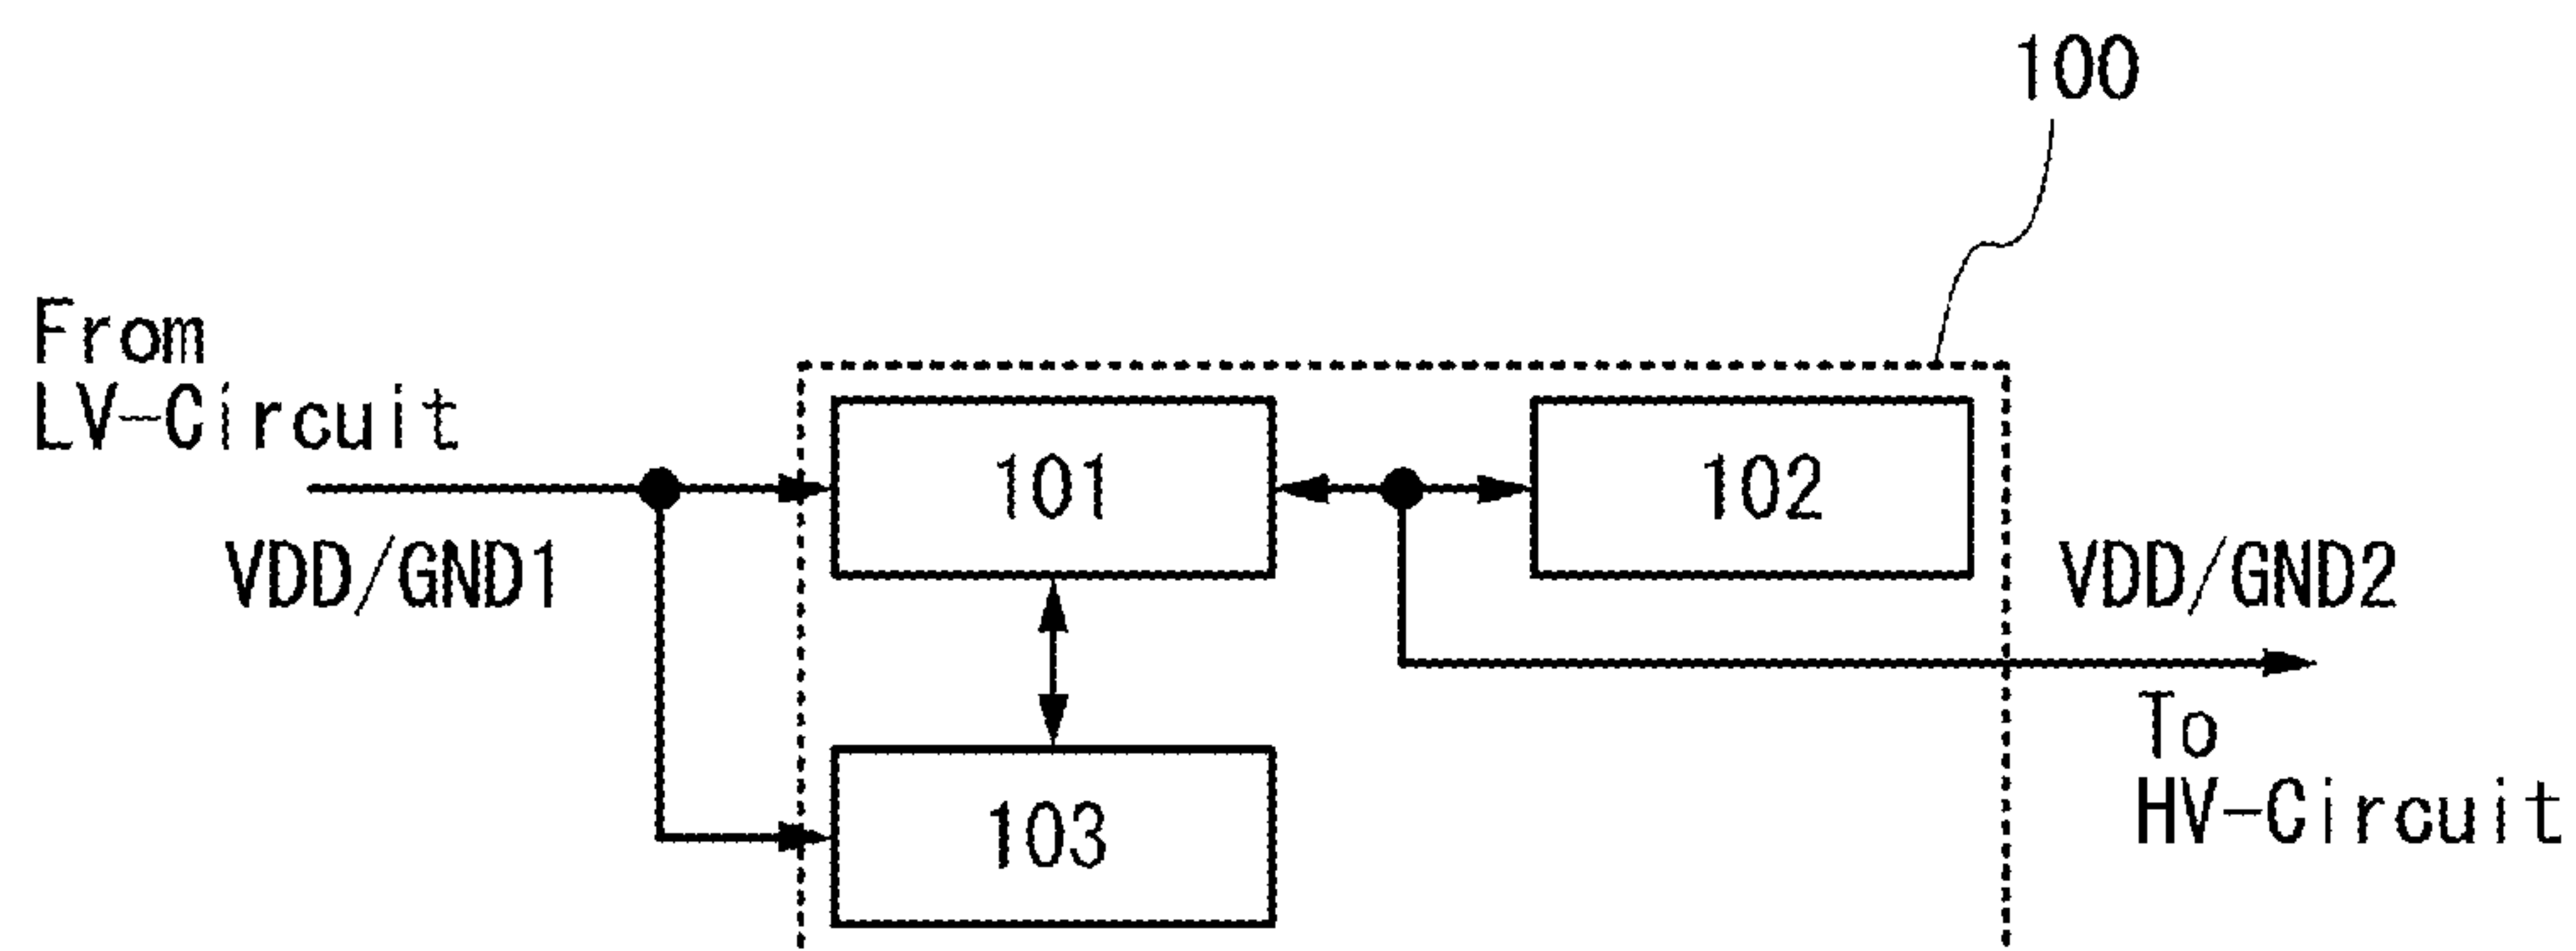 100
From
LV-Circuit
101
102
VDD/GND1
VDD/GND2
To
HV-Circuit
103